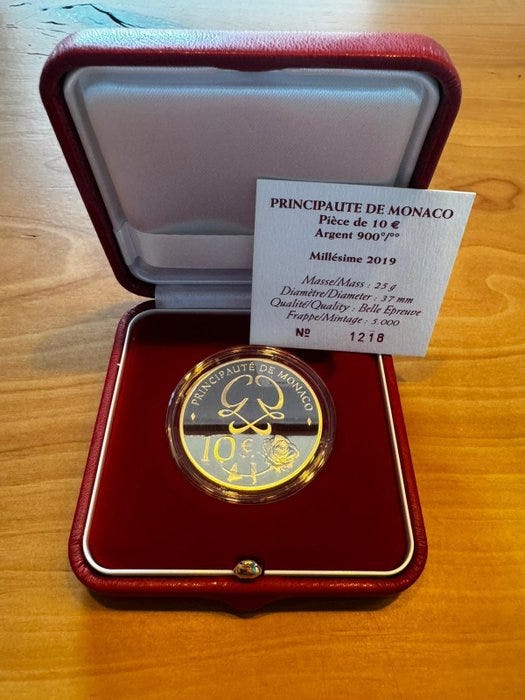 PRINCIPAUTE DE MONACO
Pièce de 10 €
Argent 900°/°°
Millésime 2019
Masse/Mass : 25 g
Diamètre/Diameter : 37 mm
Qualité/Quality : Belle Epreuve
Frappe/Mintage : 5.000
Nº 1218
PRINCIPAUTÉ DE MONACO
10 €